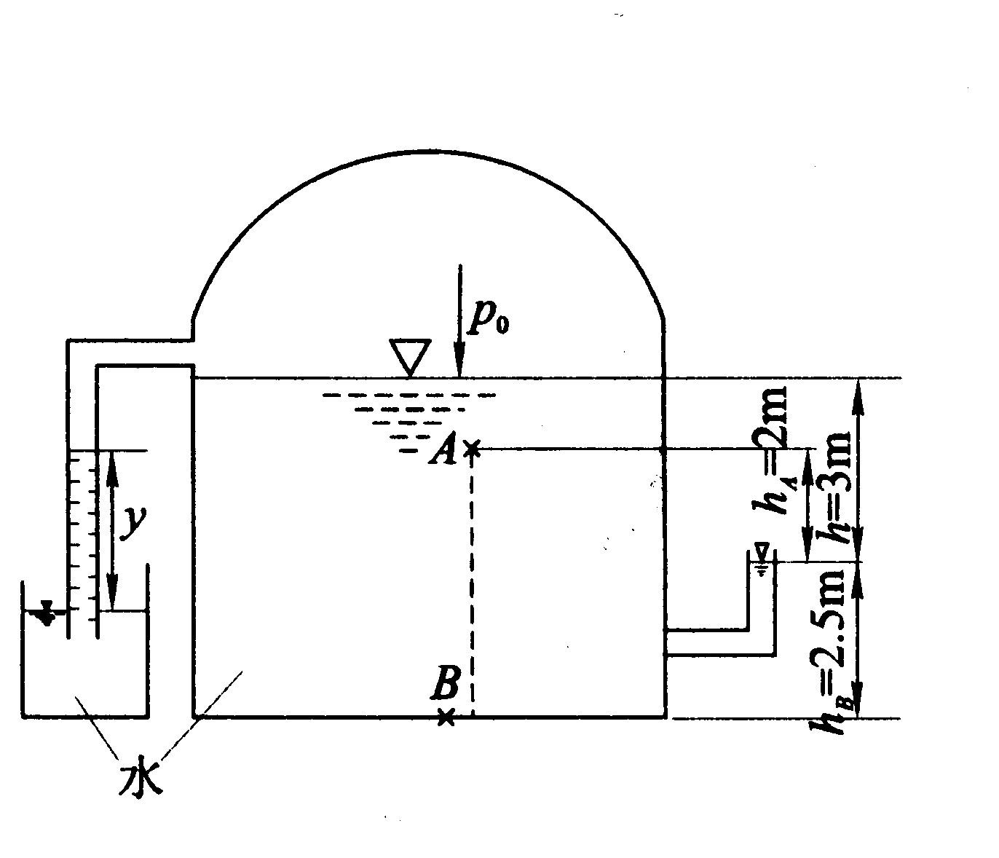 p₀
A
h_A=2m
h=3m
y
B
h_B=2.5m
水